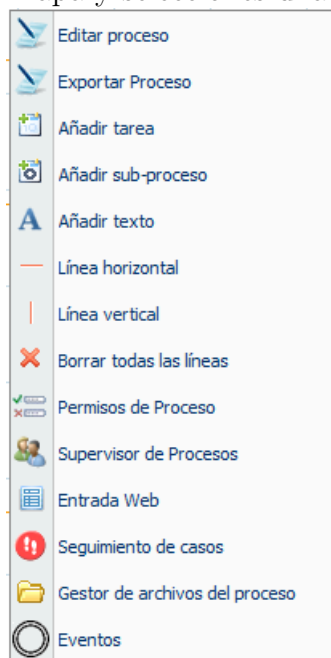 Editar proceso
Exportar Proceso
Añadir tarea
Añadir sub-proceso
Añadir texto
Línea horizontal
Línea vertical
Borrar todas las líneas
Permisos de Proceso
Supervisor de Procesos
Entrada Web
Seguimiento de casos
Gestor de archivos del proceso
Eventos